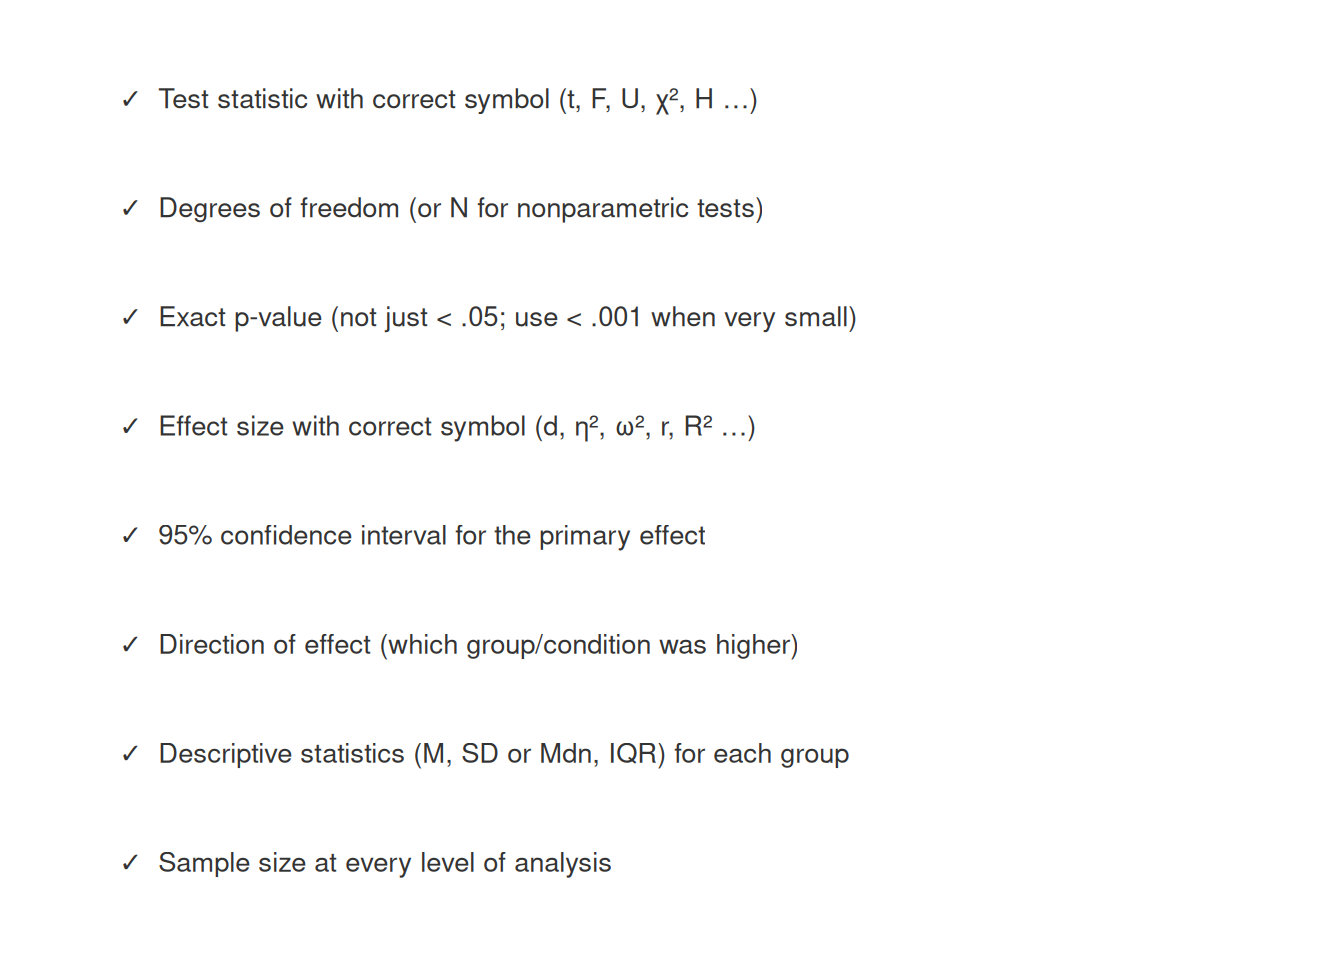 ✓ Test statistic with correct symbol (t, F, U, χ², H …)
✓ Degrees of freedom (or N for nonparametric tests)
✓ Exact p-value (not just < .05; use < .001 when very small)
✓ Effect size with correct symbol (d, η², ω², r, R² …)
✓ 95% confidence interval for the primary effect
✓ Direction of effect (which group/condition was higher)
✓ Descriptive statistics (M, SD or Mdn, IQR) for each group
✓ Sample size at every level of analysis